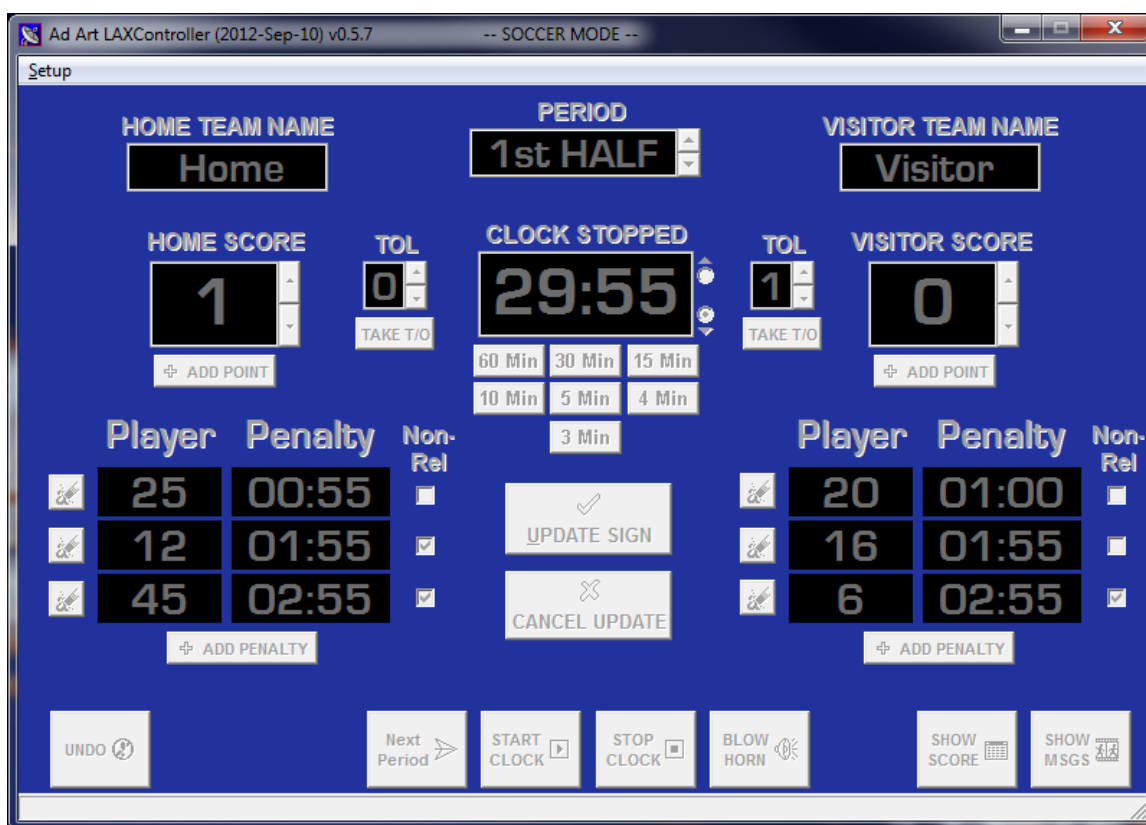 Ad Art LAXController (2012-Sep-10) v0.5.7 -- SOCCER MODE --
Setup
HOME TEAM NAME
Home
PERIOD
1st HALF
VISITOR TEAM NAME
Visitor
HOME SCORE
1
ADD POINT
TOL
0
TAKE T/O
CLOCK STOPPED
29:55
60 Min 30 Min 15 Min
10 Min 5 Min 4 Min
3 Min
TOL
1
TAKE T/O
VISITOR SCORE
0
ADD POINT
Player Penalty Non-
Rel
25 00:55
12 01:55
45 02:55
ADD PENALTY
UPDATE SIGN
CANCEL UPDATE
Player Penalty Non-
Rel
20 01:00
16 01:55
6 02:55
ADD PENALTY
UNDO
Next
Period
START
CLOCK
STOP
CLOCK
BLOW
HORN
SHOW
SCORE
SHOW
MSGS